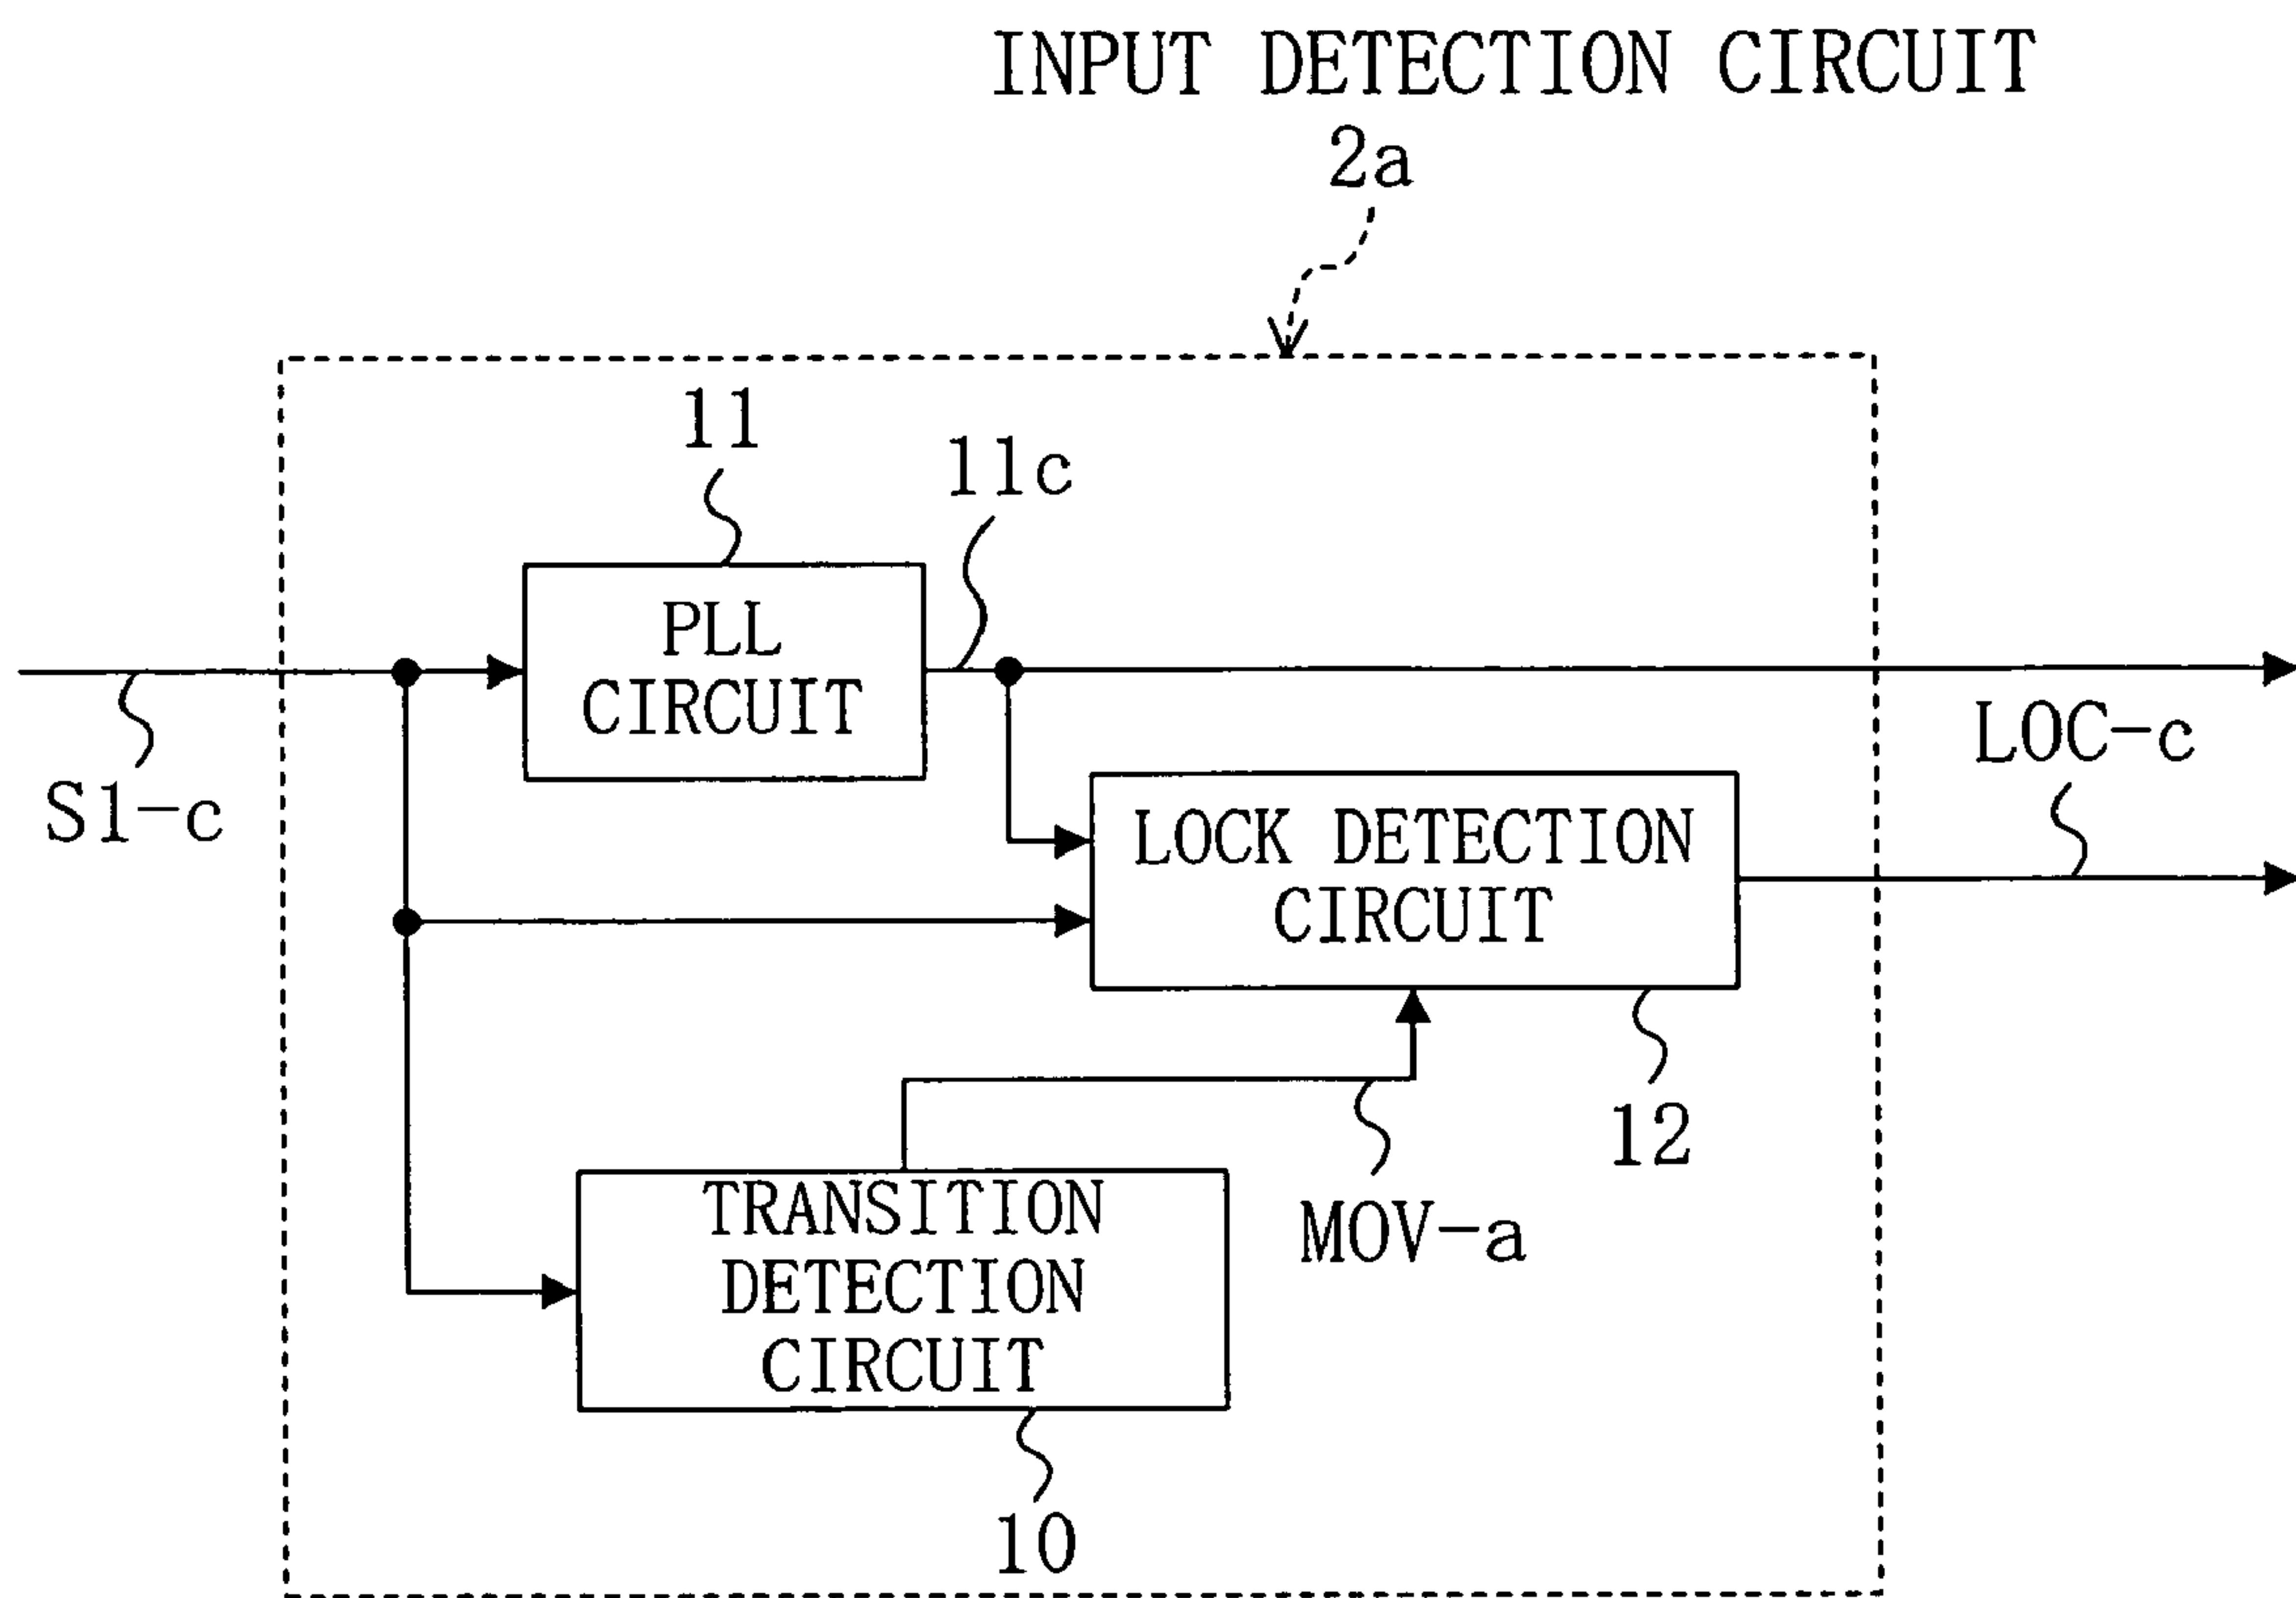 INPUT DETECTION CIRCUIT
2a
11
11c
PLL
CIRCUIT
S1-c
LOC-c
LOCK DETECTION
CIRCUIT
12
MOV-a
TRANSITION
DETECTION
CIRCUIT
10